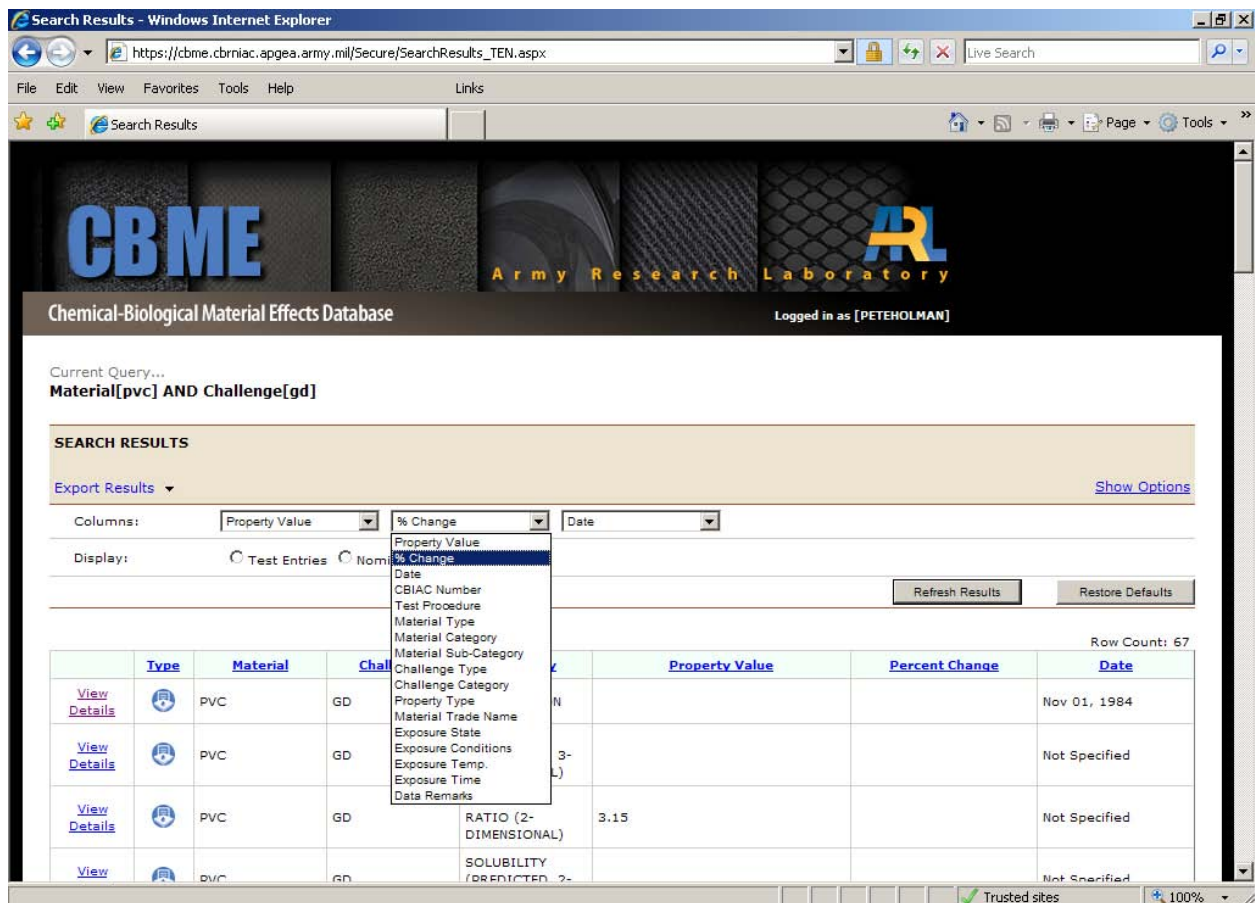 Search Results - Windows Internet Explorer
https://cbme.cbrniac.apgea.army.mil/Secure/SearchResults_TEN.aspx
Live Search
File Edit View Favorites Tools Help Links
Search Results
Page Tools
CBME
ARL
Army Research Laboratory
Chemical-Biological Material Effects Database
Logged in as [PETEHOLMAN]
Current Query...
Material[pvc] AND Challenge[gd]
SEARCH RESULTS
Export Results
Show Options
Columns: Property Value % Change Date
Display: Test Entries Nomi
Property Value
% Change
Date
CBIAC Number
Test Procedure
Material Type
Material Category
Material Sub-Category
Challenge Type
Challenge Category
Property Type
Material Trade Name
Exposure State
Exposure Conditions
Exposure Temp.
Exposure Time
Data Remarks
Refresh Results Restore Defaults
Row Count: 67
Type Material Chall y Property Value Percent Change Date
View Details PVC GD N Nov 01, 1984
View Details PVC GD 3-
L) Not Specified
View Details PVC GD RATIO (2-
DIMENSIONAL) 3.15 Not Specified
View PVC GD SOLUBILITY
(PREDICTED, 2- Not Specified
Trusted sites 100%